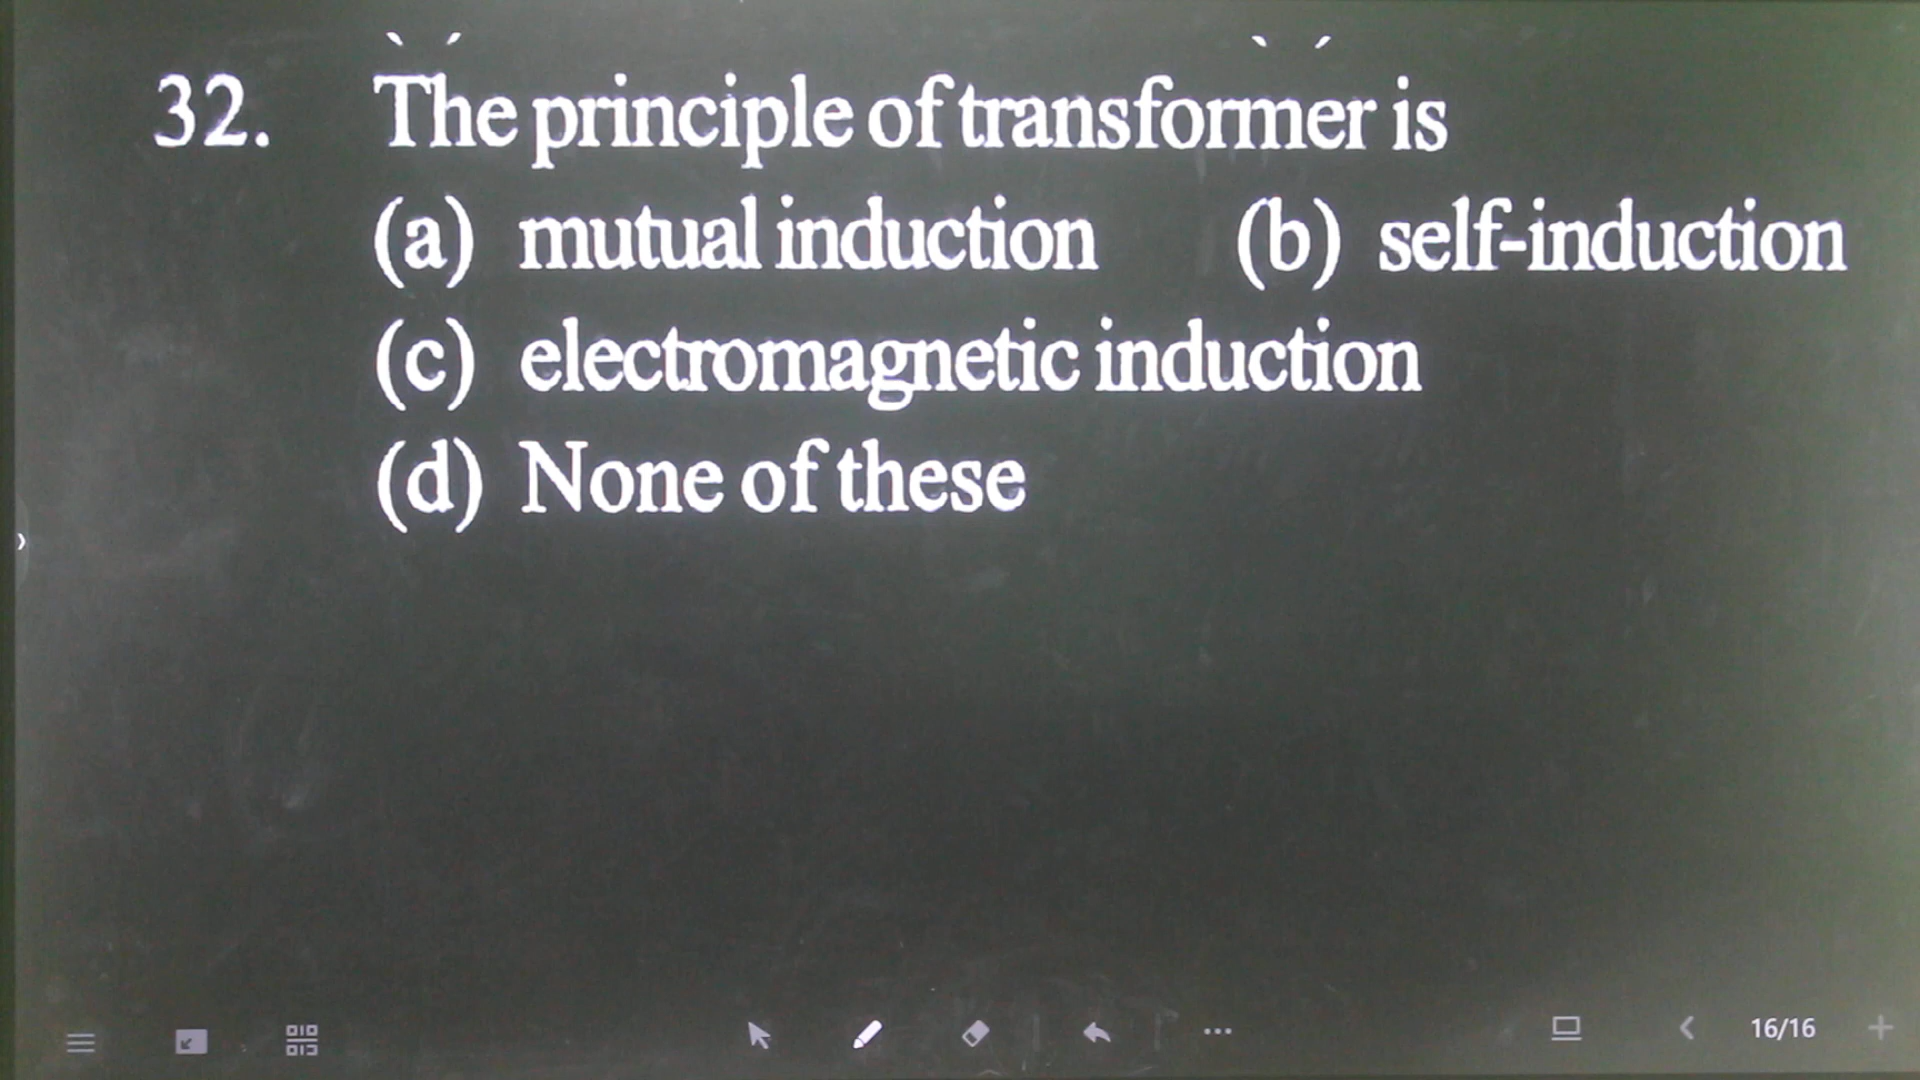 32. The principle of transformer is
(a) mutual induction (b) self-induction
(c) electromagnetic induction
(d) None of these
16/16